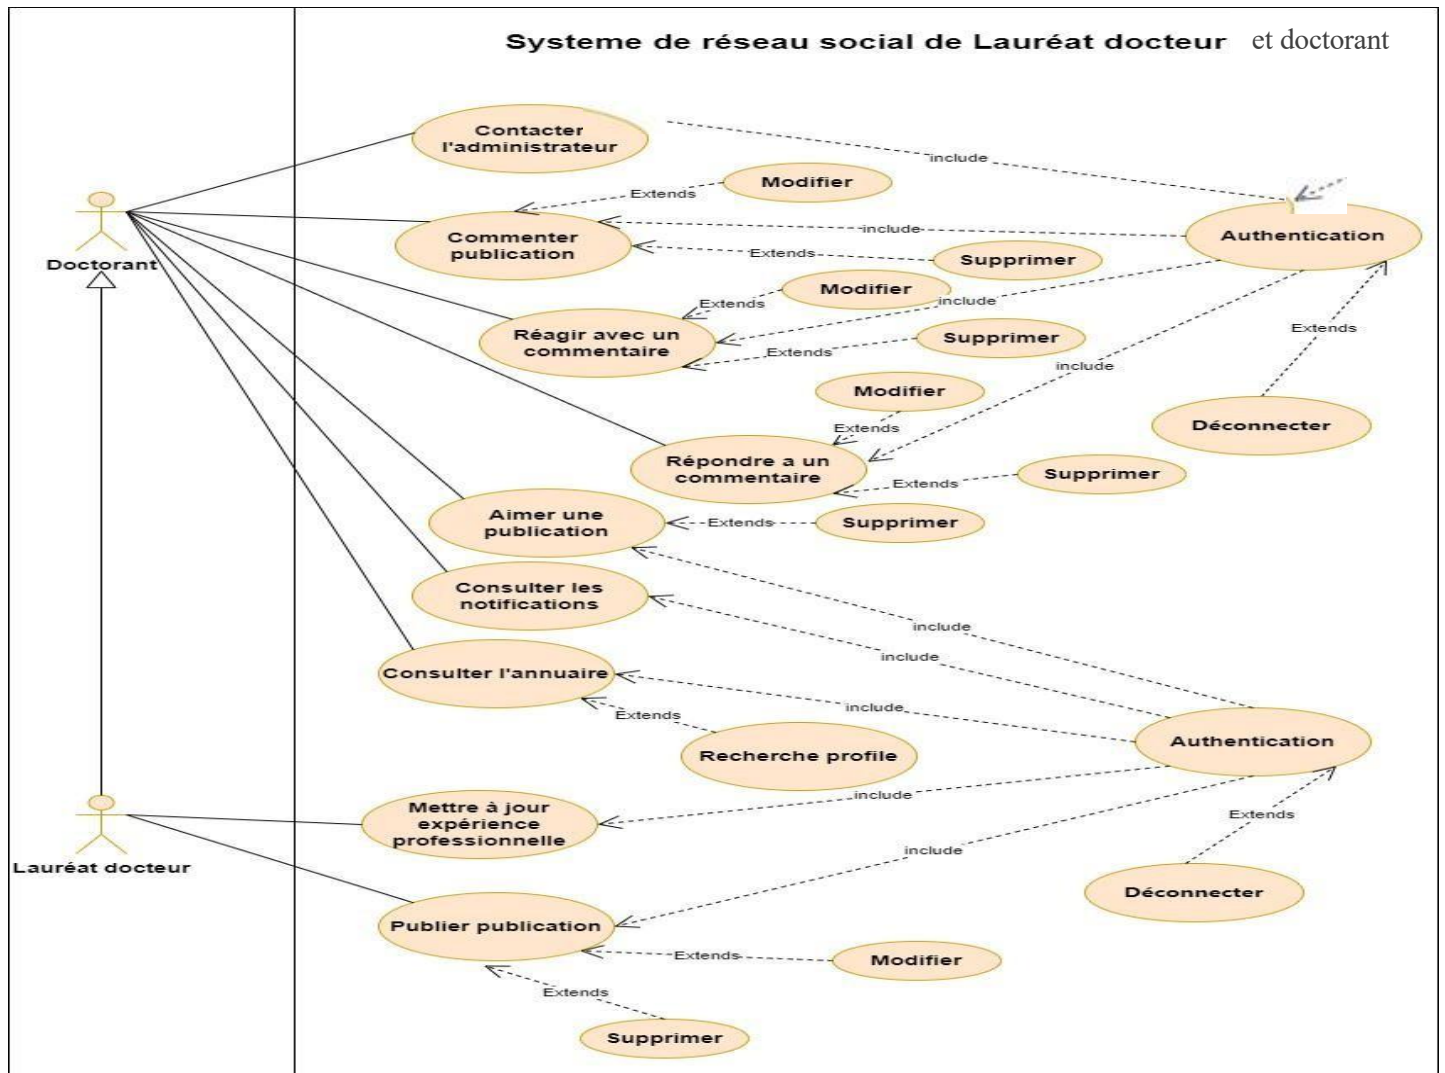 Systeme de réseau social de Lauréat docteur et doctorant
Contacter
l'administrateur
include
Modifier
Extends
Doctorant
Commenter
publication
include
Authentication
Extends
Supprimer
Modifier
Extends
include
Réagir avec un
commentaire
Extends
Supprimer
Extends
include
Modifier
Extends
Déconnecter
Répondre a un
commentaire
Extends
Supprimer
Aimer une
publication
Extends
Supprimer
Consulter les
notifications
include
include
Consulter l'annuaire
include
Extends
Recherche profile
Authentication
Mettre à jour
expérience
professionnelle
include
Extends
Lauréat docteur
include
Déconnecter
Publier publication
Extends
Modifier
Extends
Supprimer